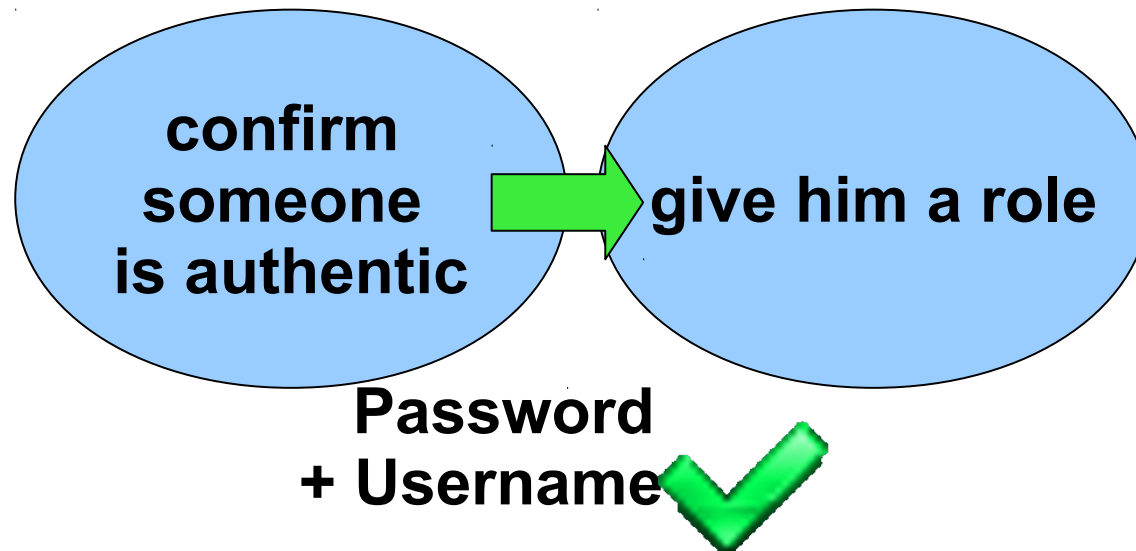 confirm
someone
is authentic
give him a role
Password
+ Username